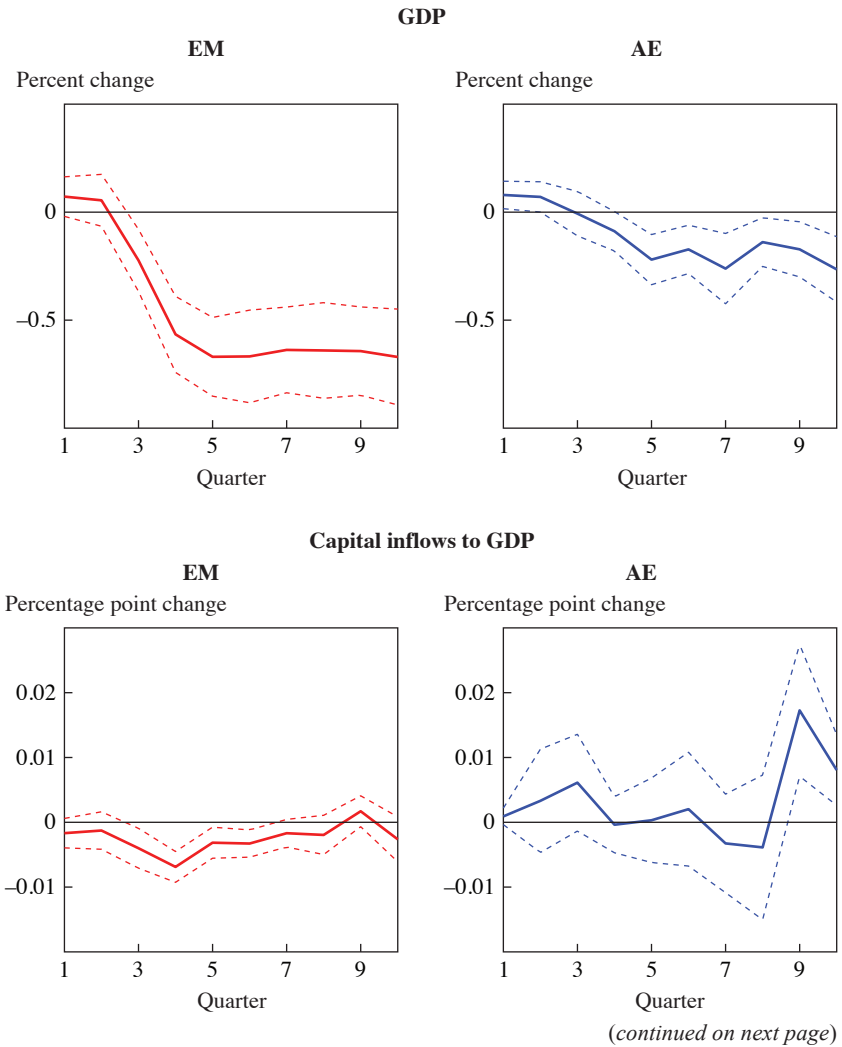 GDP
EM
AE
Percent change
Percent change
0
–0.5
1 3 5 7 9
Quarter
0
–0.5
1 3 5 7 9
Quarter
Capital inflows to GDP
EM
AE
Percentage point change
Percentage point change
0.02
0.01
0
–0.01
1 3 5 7 9
Quarter
0.02
0.01
0
–0.01
1 3 5 7 9
Quarter
(continued on next page)